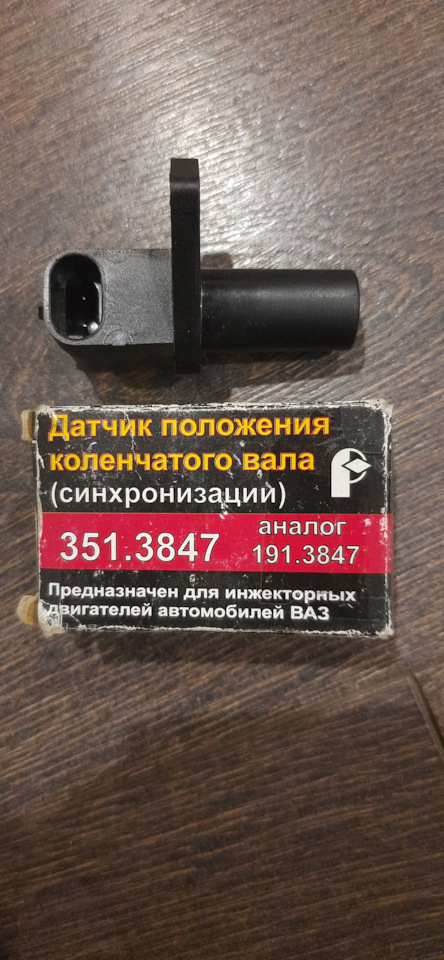 Датчик положения
коленчатого вала
(синхронизации)
351.3847
аналог
191.3847
Предназначен для инжекторных
двигателей автомобилей ВАЗ